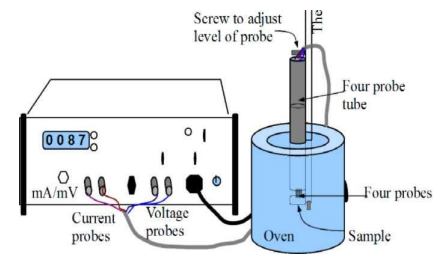 Screw to adjust
level of probe
The
Four probe
tube
0087
mA/mV
Current
probes
Voltage
probes
Four probes
Oven
Sample